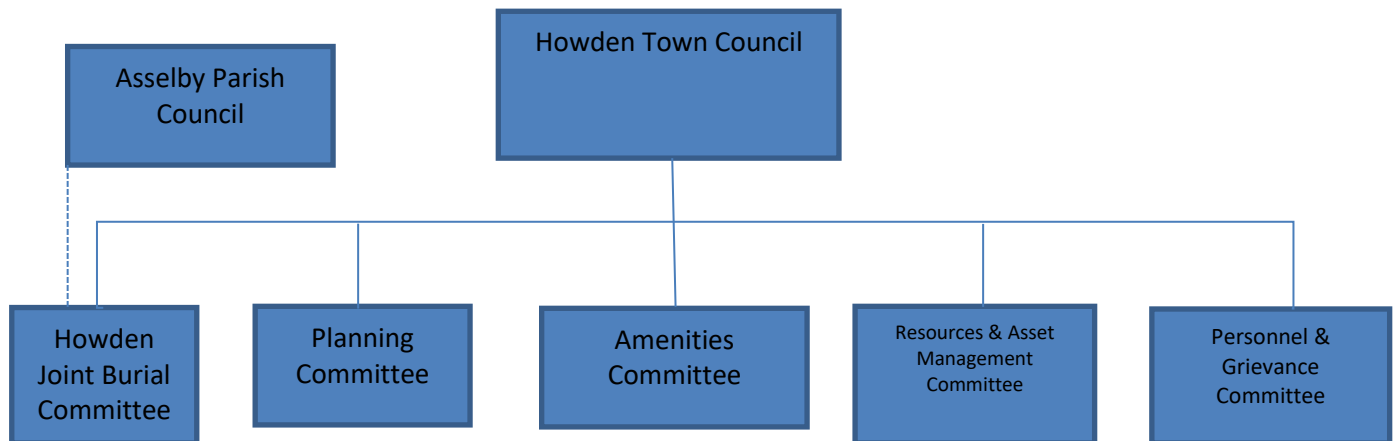 Howden Town Council
Asselby Parish
Council
Howden
Joint Burial
Committee
Planning
Committee
Amenities
Committee
Resources & Asset
Management
Committee
Personnel &
Grievance
Committee